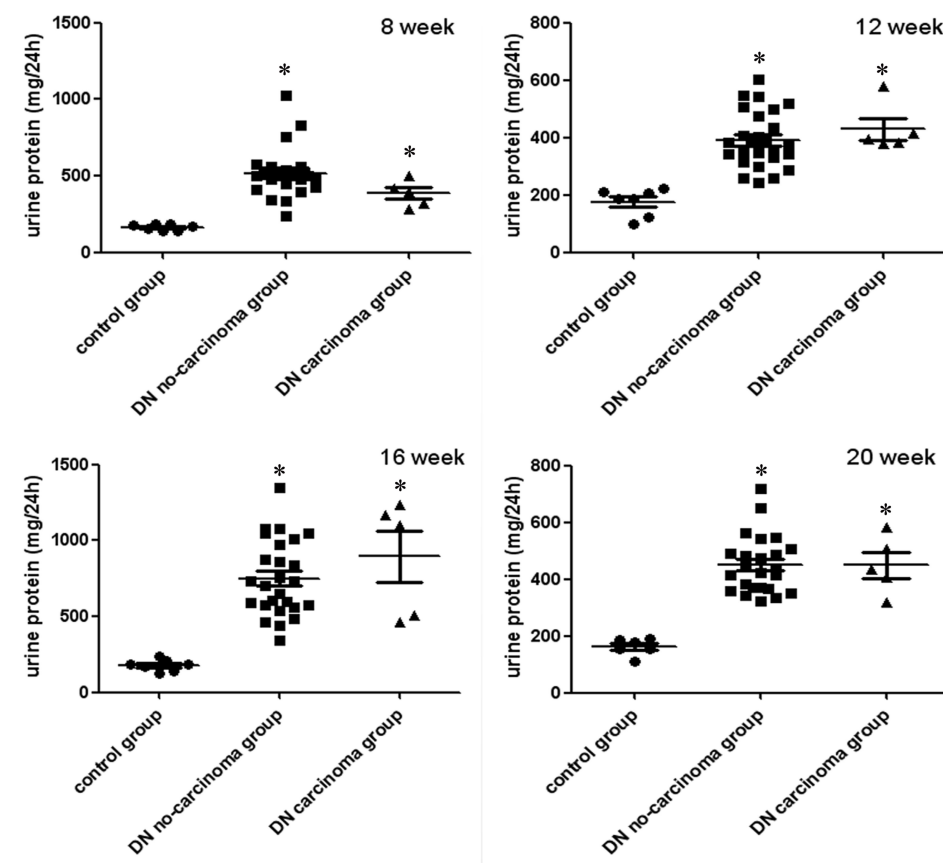 8 week
urine protein (mg/24h)
1500
1000
500
0
*
*
control group
DN no-carcinoma group
DN carcinoma group
12 week
urine protein (mg/24h)
800
600
400
200
0
*
*
control group
DN no-carcinoma group
DN carcinoma group
16 week
urine protein (mg/24h)
1500
1000
500
0
*
*
control group
DN no-carcinoma group
DN carcinoma group
20 week
urine protein (mg/24h)
800
600
400
200
0
*
*
control group
DN no-carcinoma group
DN carcinoma group